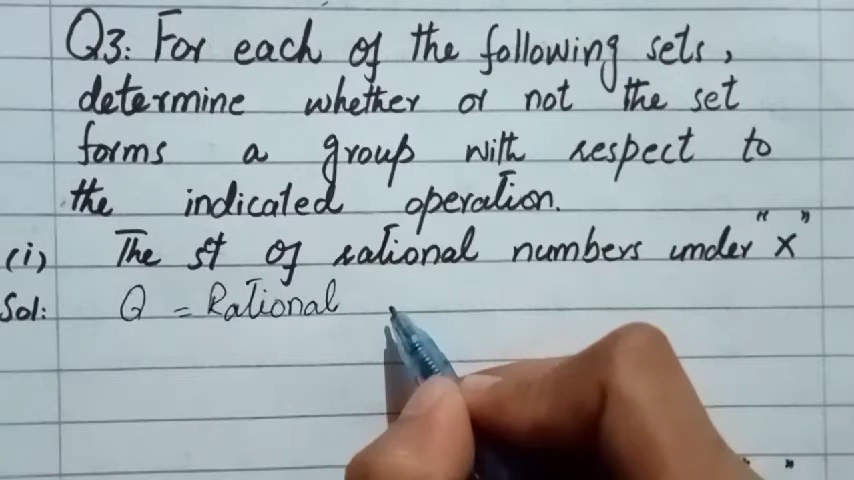 Q3: For each of the following sets,
determine whether or not the set
forms a group with respect to
the indicated operation.
(i) The st of rational numbers under "x"
Sol: Q = Rational